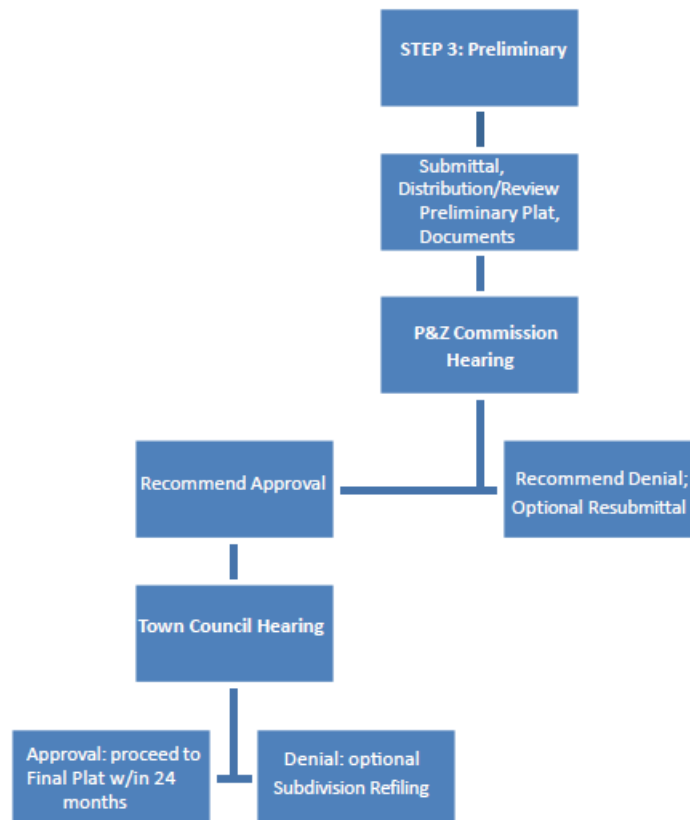 STEP 3: Preliminary
Submittal,
Distribution/Review
Preliminary Plat,
Documents
P&Z Commission
Hearing
Recommend Approval
Recommend Denial;
Optional Resubmittal
Town Council Hearing
Approval: proceed to
Final Plat w/in 24
months
Denial: optional
Subdivision Refiling